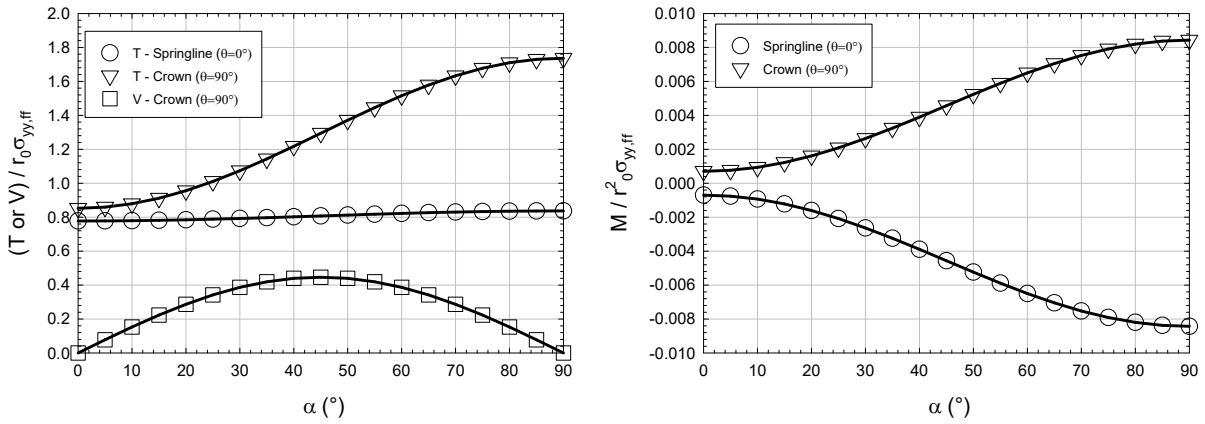 2.0
1.8
1.6
1.4
1.2
1.0
0.8
0.6
0.4
0.2
0.0
(T or V) / r₀σyy,ff
T - Springline (θ=0°)
T - Crown (θ=90°)
V - Crown (θ=90°)
0 10 20 30 40 50 60 70 80 90
α (°)
0.010
0.008
0.006
0.004
0.002
0.000
-0.002
-0.004
-0.006
-0.008
-0.010
M / r²₀σyy,ff
Springline (θ=0°)
Crown (θ=90°)
0 10 20 30 40 50 60 70 80 90
α (°)